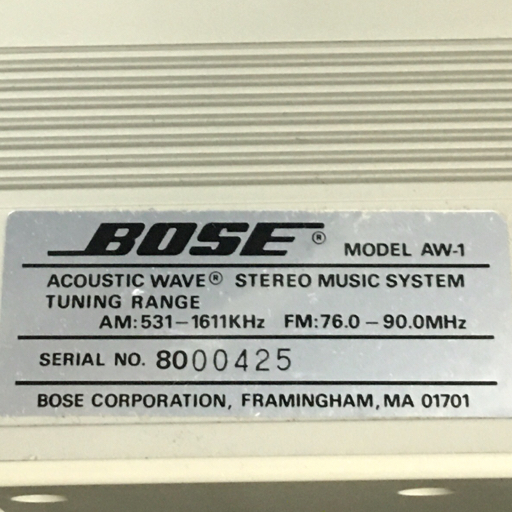 BOSE® MODEL AW-1
ACOUSTIC WAVE® STEREO MUSIC SYSTEM
TUNING RANGE
AM:531-1611KHz FM:76.0-90.0MHz
SERIAL NO. 8000425
BOSE CORPORATION, FRAMINGHAM, MA 01701